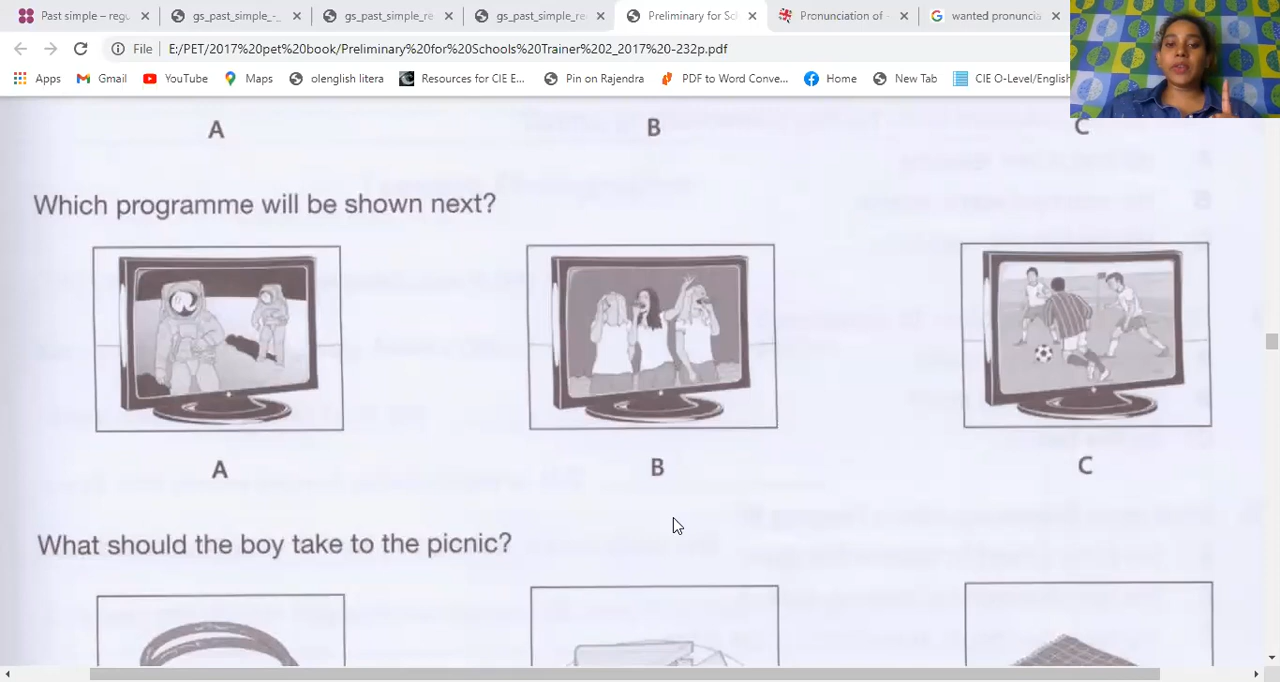 Past simple – regu
gs_past_simple_-_
gs_past_simple_re
gs_past_simple_re
Preliminary for Sch
Pronunciation of -
wanted pronuncia
File
E:/PET/2017%20pet%20book/Preliminary%20for%20Schools%20Trainer%202_2017%20-232p.pdf
Apps
Gmail
YouTube
Maps
olenglish litera
Resources for CIE E...
Pin on Rajendra
PDF to Word Conve...
Home
New Tab
CIE O-Level/English
A
B
C
Which programme will be shown next?
A
B
C
What should the boy take to the picnic?